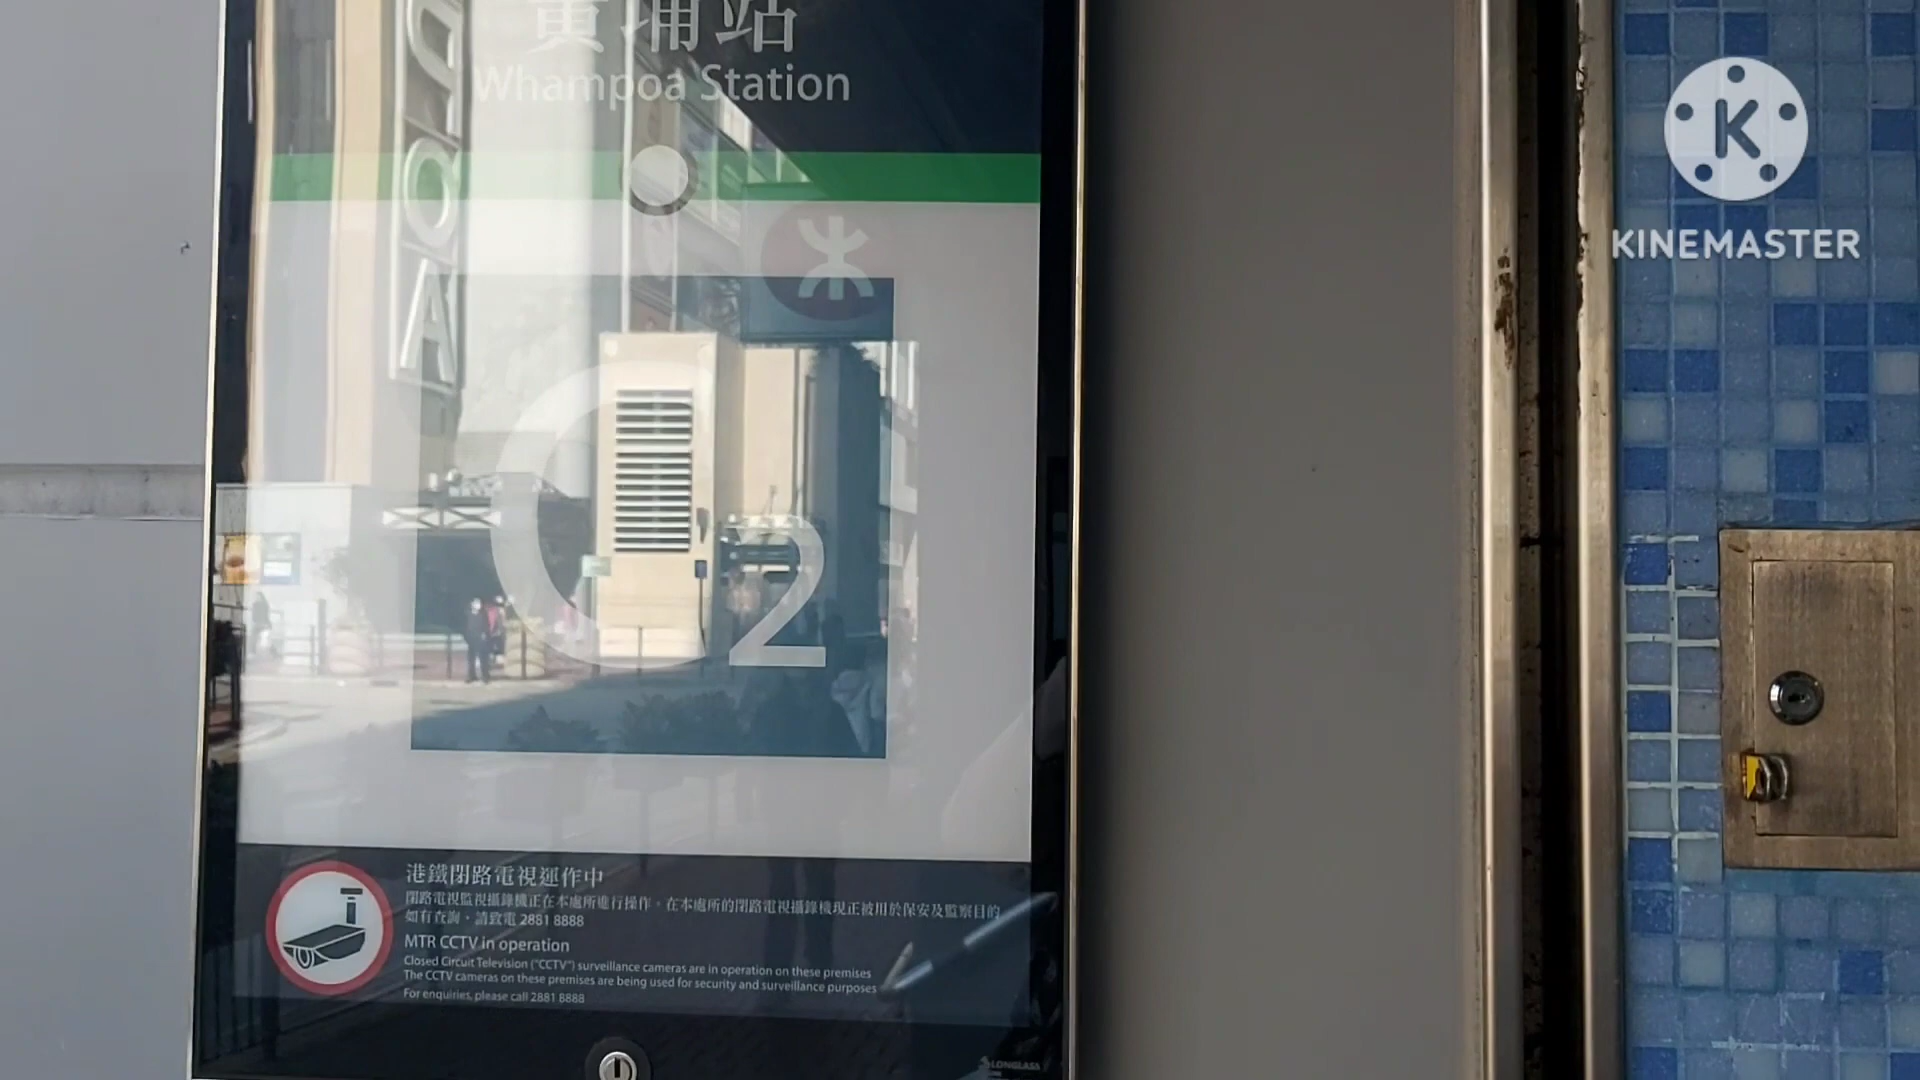 黃埔站
Whampoa Station
C2
港鐵閉路電視運作中
閉路電視監視攝錄機正在本處所進行操作。在本處所的閉路電視攝錄機現正被用於保安及監察目的
如有查詢，請致電 2881 8888
MTR CCTV in operation
Closed Circuit Television ("CCTV") surveillance cameras are in operation on these premises
The CCTV cameras on these premises are being used for security and surveillance purposes
For enquiries, please call 2881 8888
LONGLASS
K
KINEMASTER